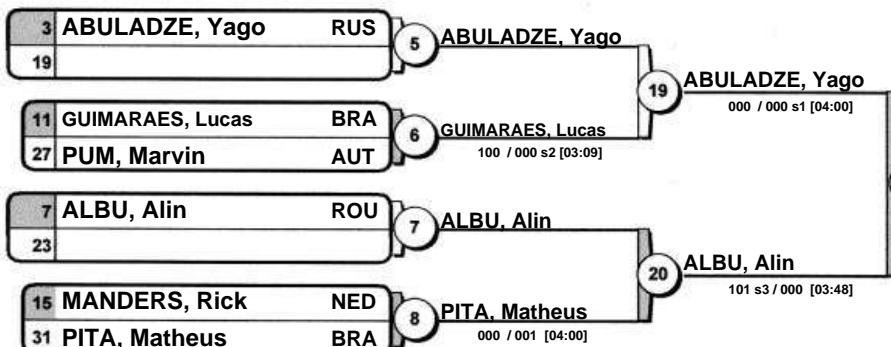 3 ABULADZE, Yago RUS
19
5
ABULADZE, Yago
11 GUIMARAES, Lucas BRA
27 PUM, Marvin AUT
6
GUIMARAES, Lucas
100 / 000 s2 [03:09]
19
ABULADZE, Yago
000 / 000 s1 [04:00]
7 ALBU, Alin ROU
23
7
ALBU, Alin
15 MANDERS, Rick NED
31 PITA, Matheus BRA
8
PITA, Matheus
000 / 001 [04:00]
20
ALBU, Alin
101 s3 / 000 [03:48]